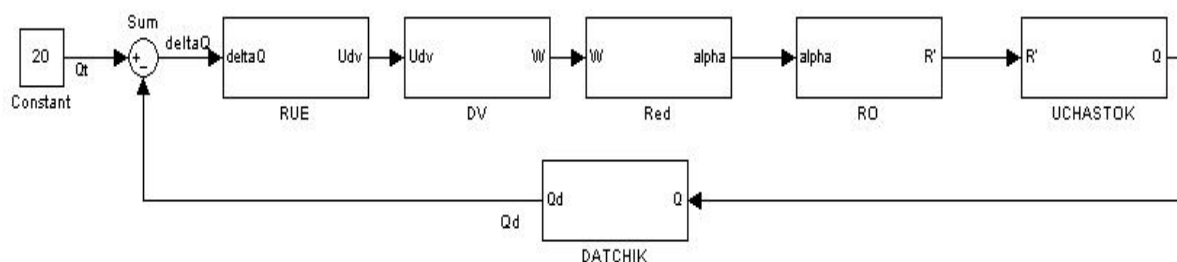 Sum
20
Qt
Constant
deltaQ
deltaQ
Udv
RUE
Udv
W
DV
W
alpha
Red
alpha
R'
RO
R'
Q
UCHASTOK
Qd
Q
Qd
DATCHIK